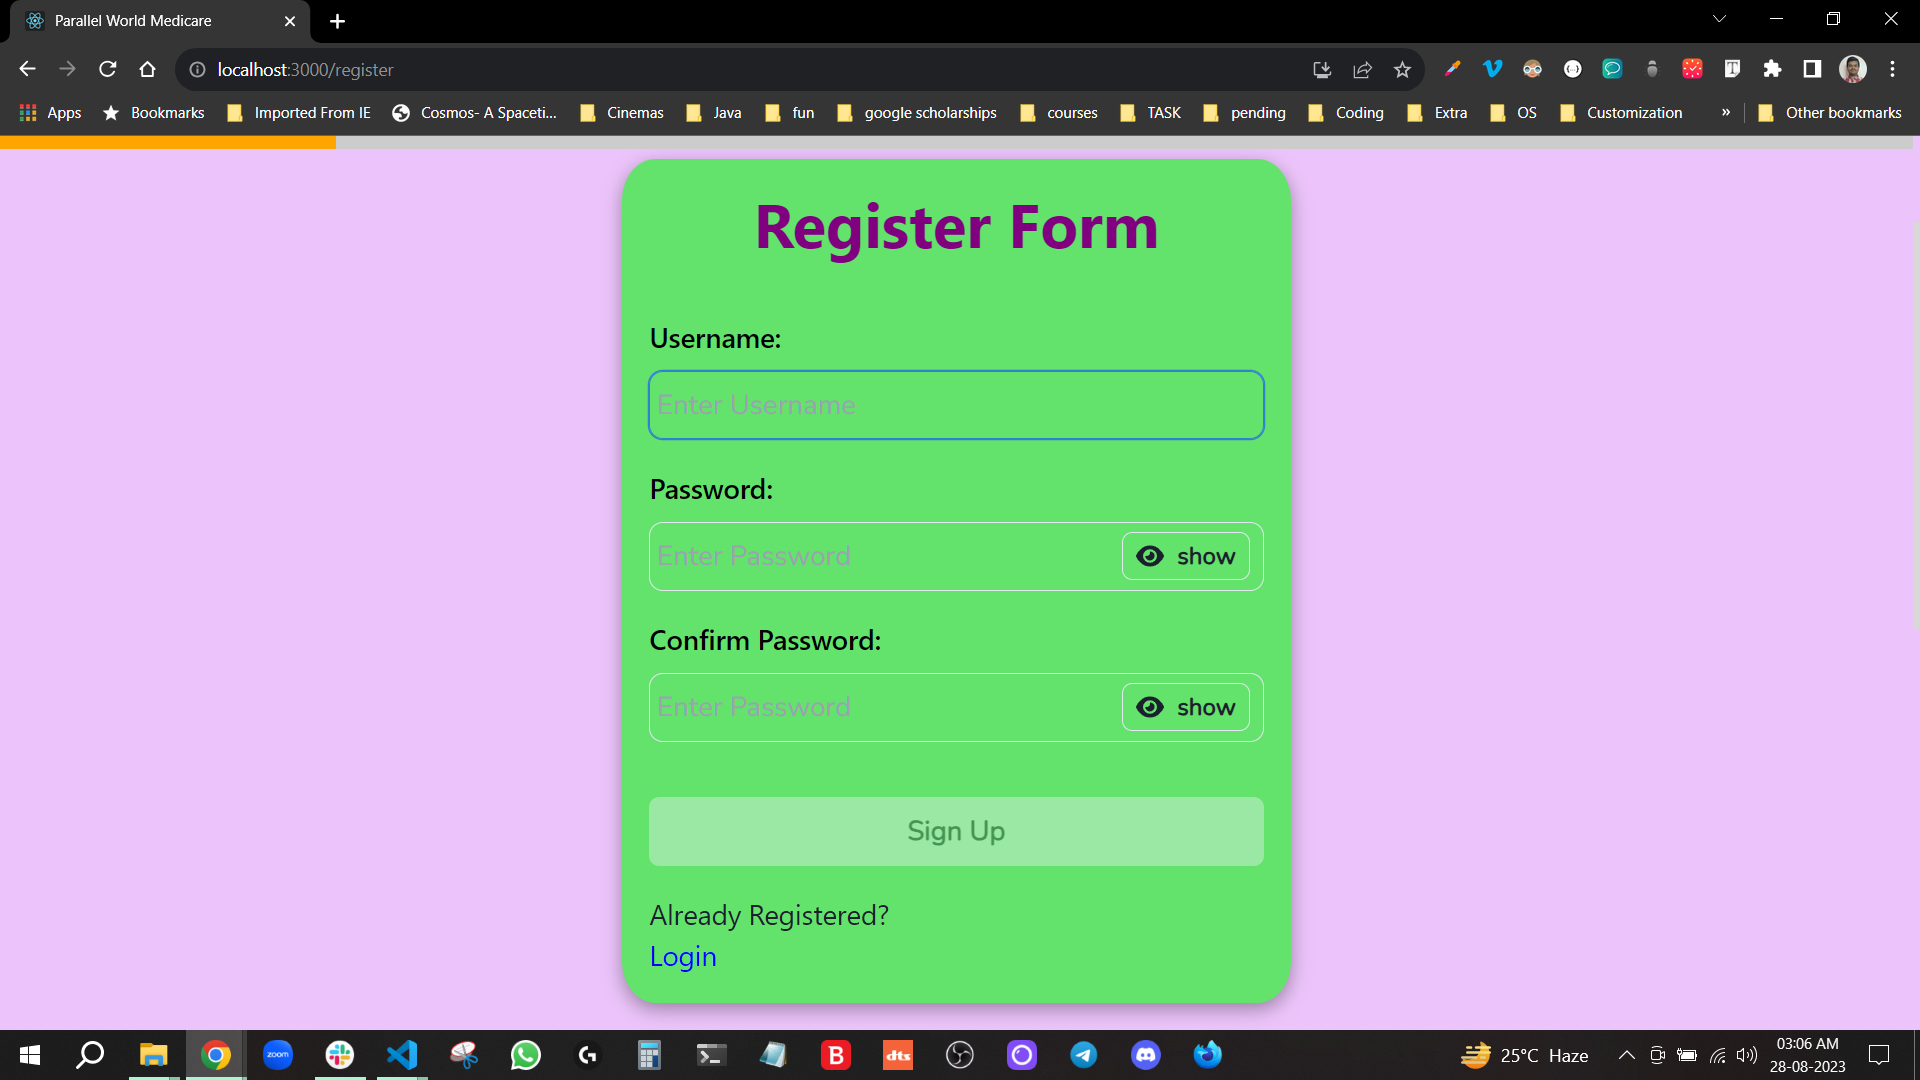 Parallel World Medicare
localhost:3000/register
Apps Bookmarks Imported From IE Cosmos- A Spaceti... Cinemas Java fun google scholarships courses TASK pending Coding Extra OS Customization » Other bookmarks
Register Form
Username:
Enter Username
Password:
Enter Password show
Confirm Password:
Enter Password show
Sign Up
Already Registered?
Login
zoom B dts 25°C Haze 03:06 AM
28-08-2023